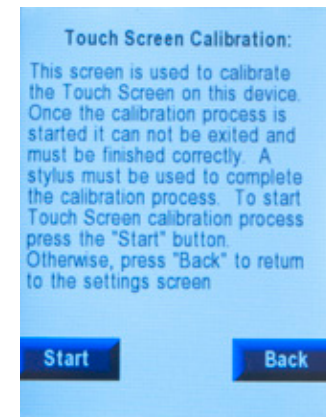 Touch Screen Calibration:
This screen is used to calibrate
the Touch Screen on this device.
Once the calibration process is
started it can not be exited and
must be finished correctly. A
stylus must be used to complete
the calibration process. To start
Touch Screen calibration process
press the "Start" button.
Otherwise, press "Back" to return
to the settings screen
Start Back